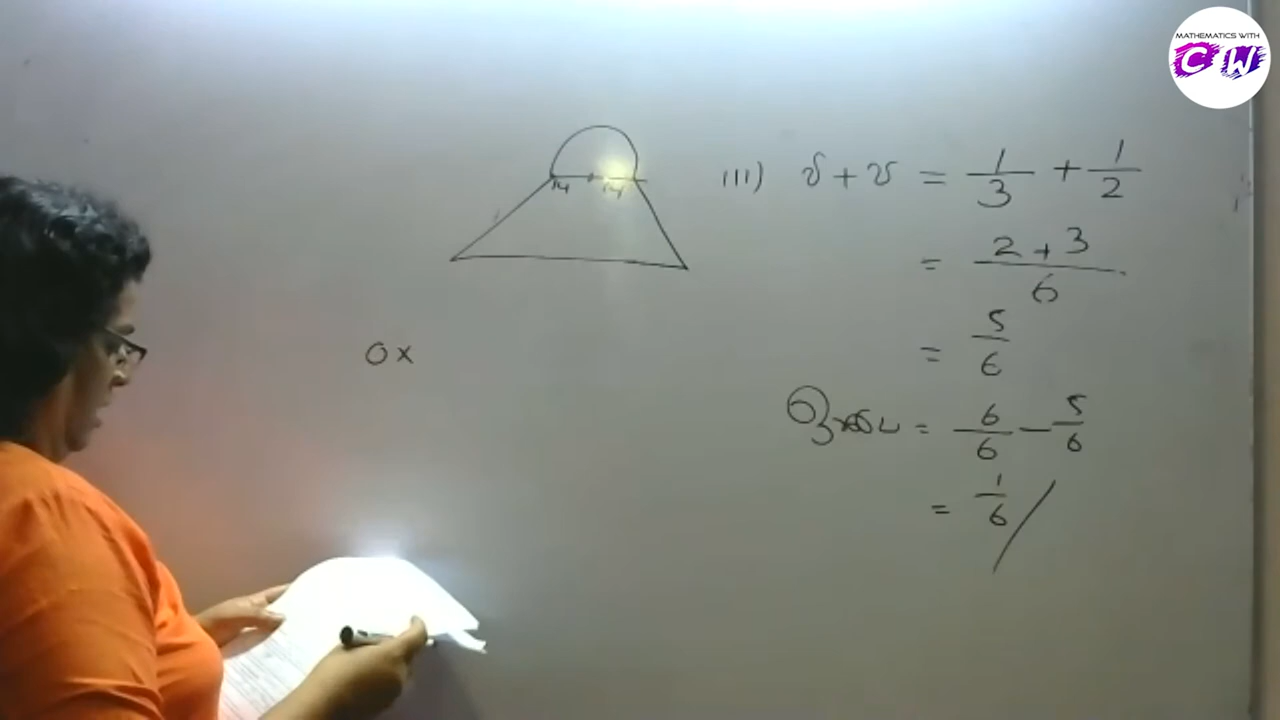 MATHEMATICS WITH
C W
14 14
III) ඊ + ච = 1/3 + 1/2
= 2 + 3 / 6
= 5/6
= 6/6 - 5/6
= 1/6
0 x